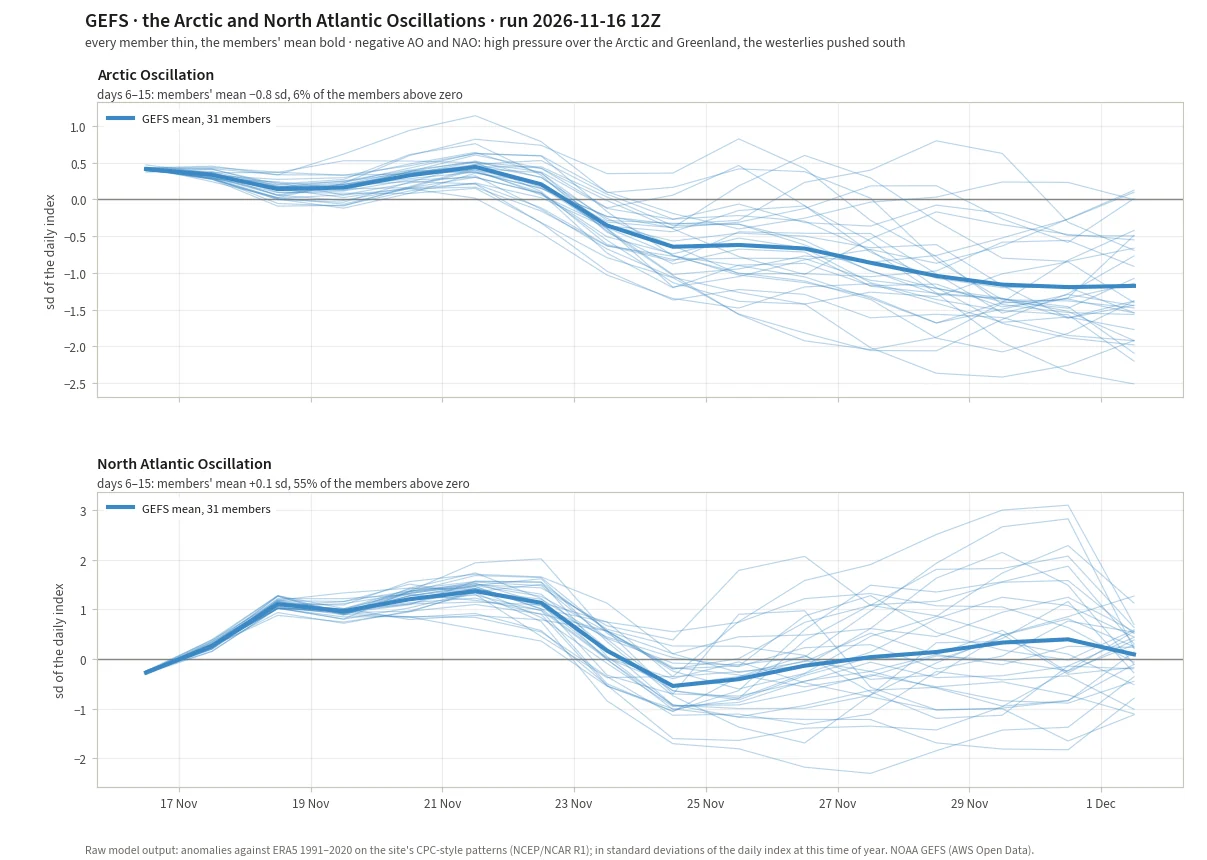 GEFS · the Arctic and North Atlantic Oscillations · run 2026-11-16 12Z
every member thin, the members' mean bold · negative AO and NAO: high pressure over the Arctic and Greenland, the westerlies pushed south
Arctic Oscillation
days 6–15: members' mean −0.8 sd, 6% of the members above zero
GEFS mean, 31 members
1.0
0.5
0.0
−0.5
−1.0
−1.5
−2.0
−2.5
sd of the daily index
North Atlantic Oscillation
days 6–15: members' mean +0.1 sd, 55% of the members above zero
GEFS mean, 31 members
3
2
1
0
−1
−2
sd of the daily index
17 Nov 19 Nov 21 Nov 23 Nov 25 Nov 27 Nov 29 Nov 1 Dec
Raw model output: anomalies against ERA5 1991–2020 on the site's CPC-style patterns (NCEP/NCAR R1); in standard deviations of the daily index at this time of year. NOAA GEFS (AWS Open Data).